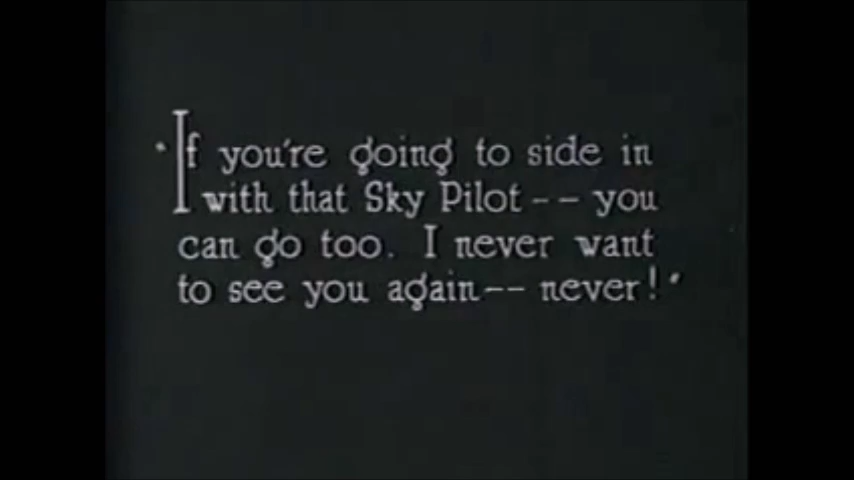 "If you're going to side in
with that Sky Pilot -- you
can go too. I never want
to see you again -- never!"